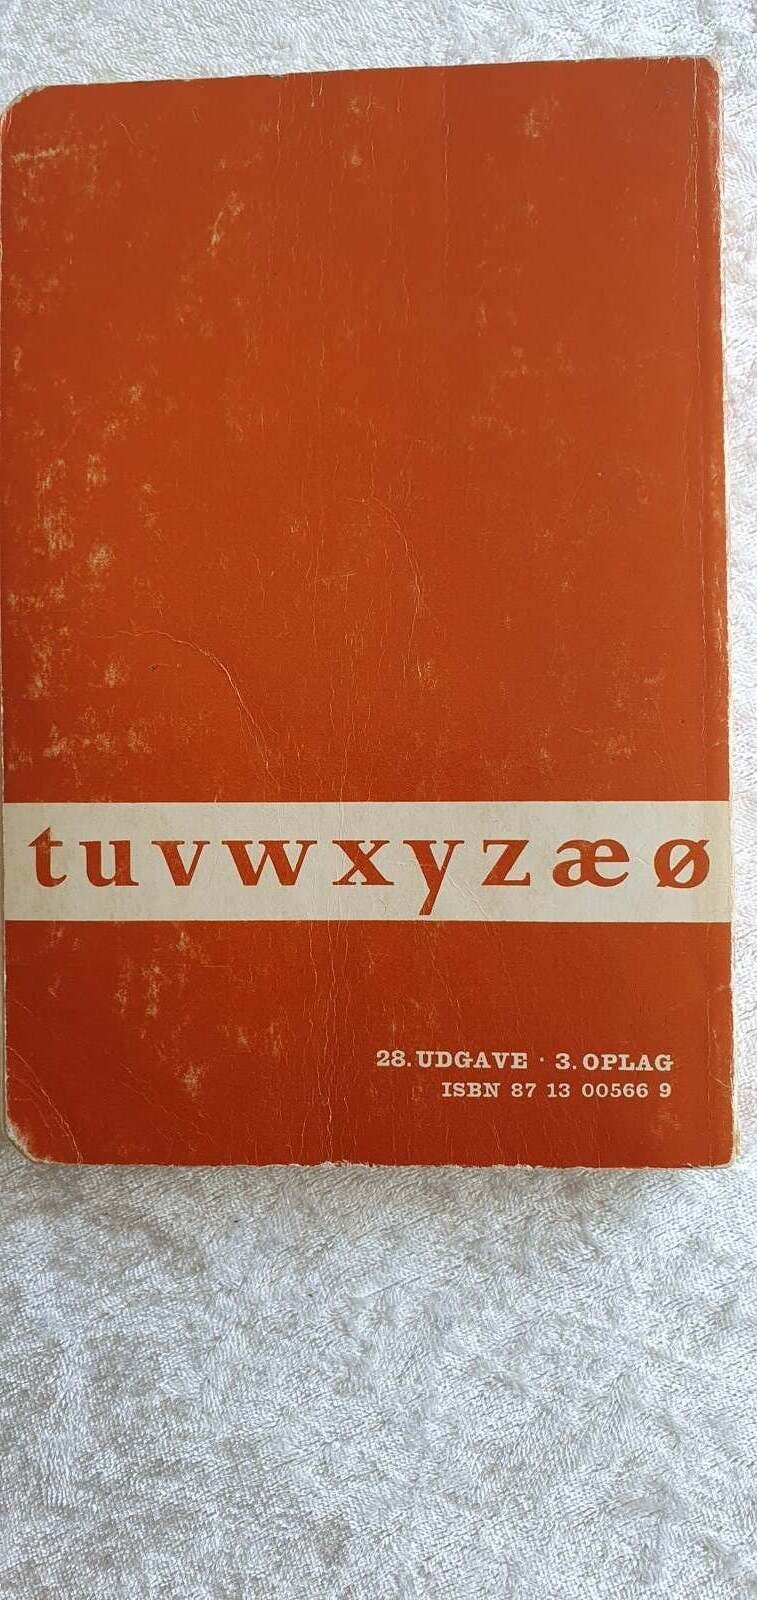 tuvwxyzæø
28. UDGAVE · 3. OPLAG
ISBN 87 13 00566 9